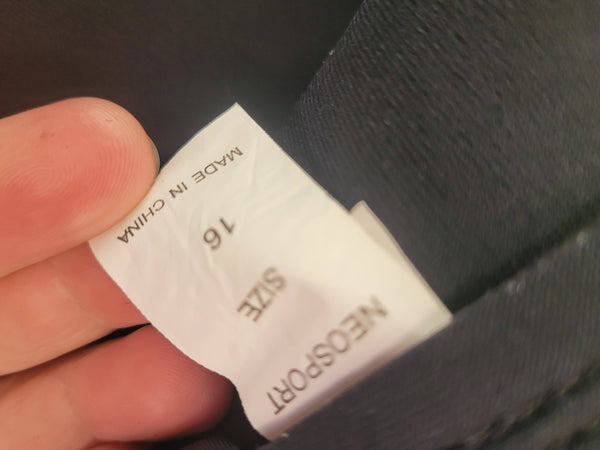 NEOSPORT
SIZE
16
MADE IN CHINA